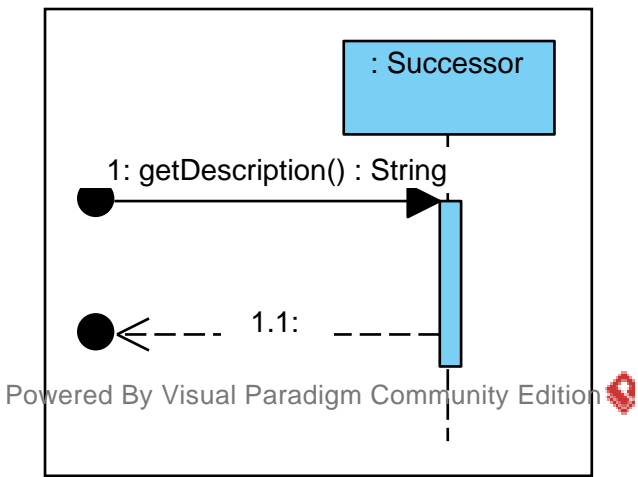 : Successor
1: getDescription() : String
1.1:
Powered By Visual Paradigm Community Edition